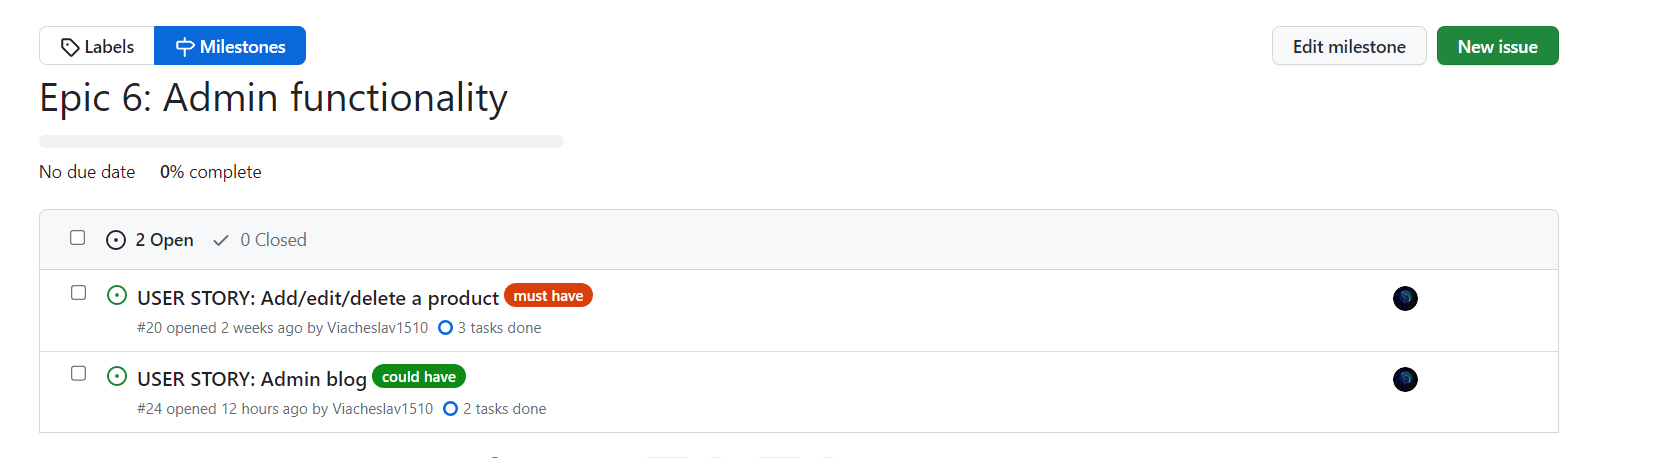 Labels Milestones Edit milestone New issue
Epic 6: Admin functionality
No due date 0% complete
2 Open 0 Closed
USER STORY: Add/edit/delete a product must have
#20 opened 2 weeks ago by Viacheslav1510 3 tasks done
USER STORY: Admin blog could have
#24 opened 12 hours ago by Viacheslav1510 2 tasks done